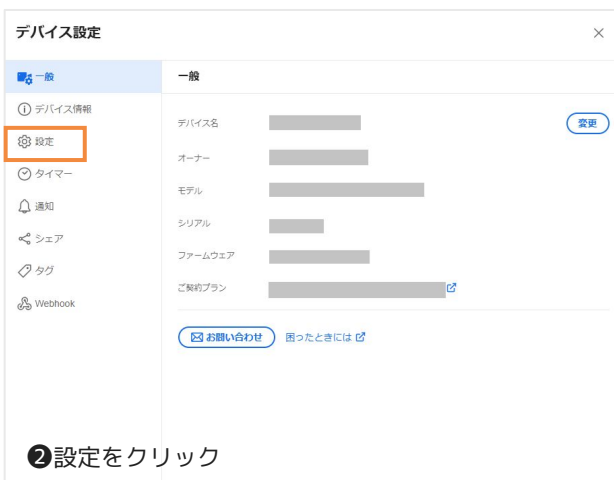 デバイス設定
一般
デバイス情報
設定
タイマー
通知
シェア
タグ
Webhook
一般
デバイス名
変更
オーナー
モデル
シリアル
ファームウェア
ご契約プラン
お問い合わせ
困ったときには
❷設定をクリック